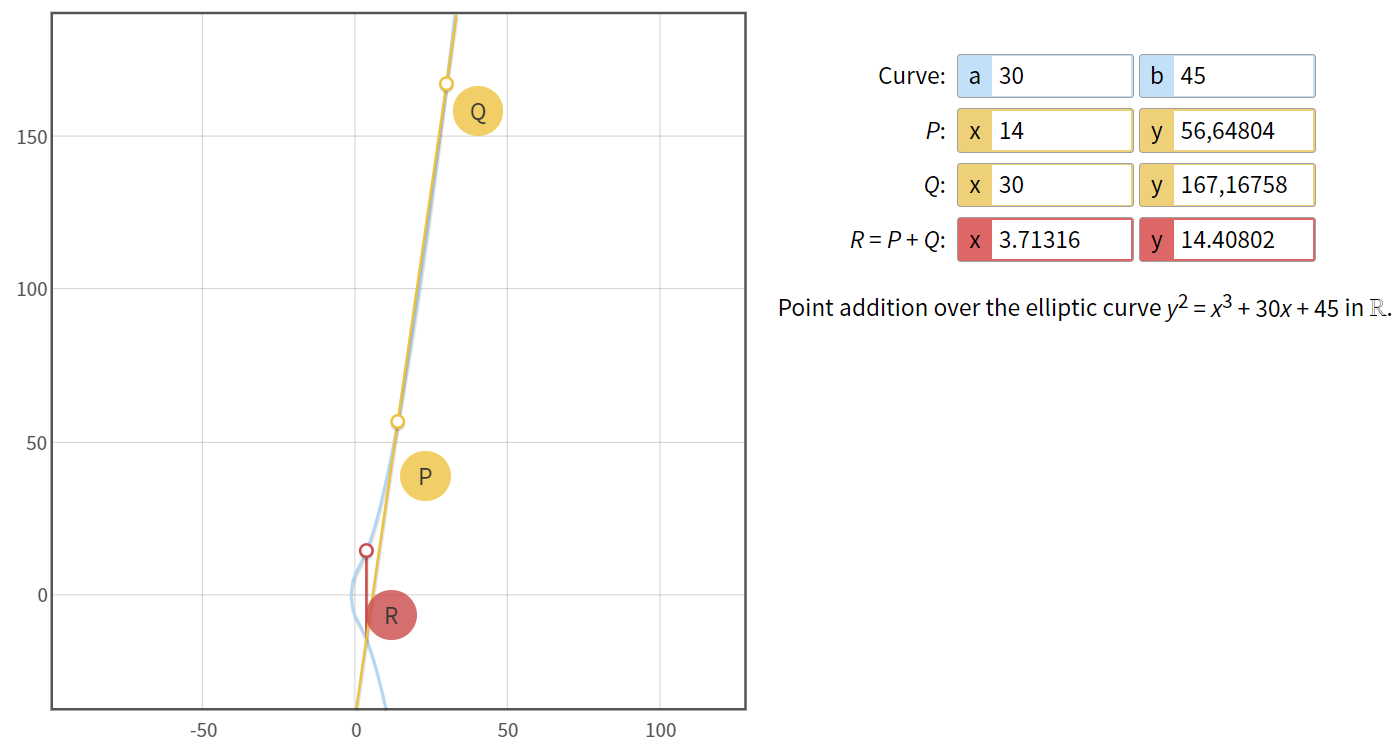 Curve: a 30 b 45
P: x 14 y 56,64804
Q: x 30 y 167,16758
R = P + Q: x 3.71316 y 14.40802
Point addition over the elliptic curve y² = x³ + 30x + 45 in ℝ.
Q
150
100
50
P
0
R
-50 0 50 100